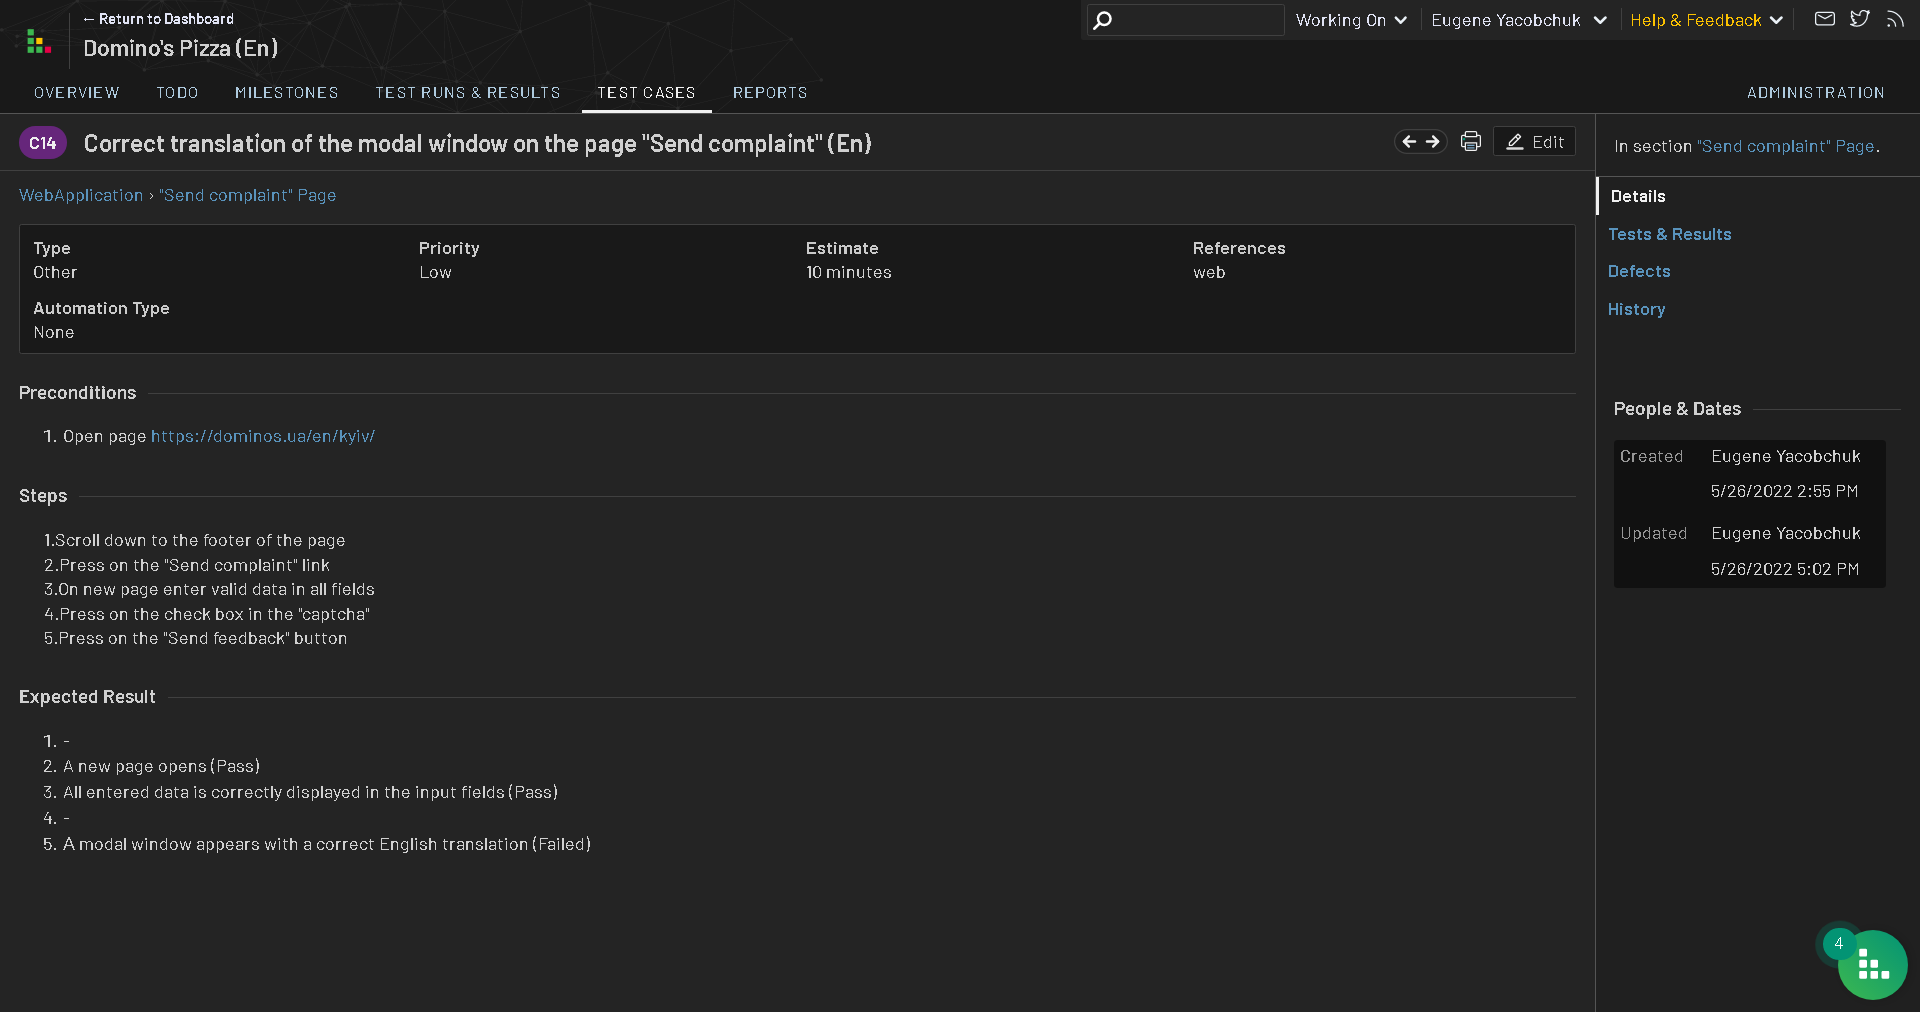 ← Return to Dashboard
Domino's Pizza (En)
Working On
Eugene Yacobchuk
Help & Feedback
OVERVIEW
TODO
MILESTONES
TEST RUNS & RESULTS
TEST CASES
REPORTS
ADMINISTRATION
C14
Correct translation of the modal window on the page "Send complaint" (En)
Edit
WebApplication › "Send complaint" Page
Type
Other
Priority
Low
Estimate
10 minutes
References
web
Automation Type
None
Preconditions
1. Open page https://dominos.ua/en/kyiv/
Steps
1.Scroll down to the footer of the page
2.Press on the "Send complaint" link
3.On new page enter valid data in all fields
4.Press on the check box in the "captcha"
5.Press on the "Send feedback" button
Expected Result
1. -
2. A new page opens (Pass)
3. All entered data is correctly displayed in the input fields (Pass)
4. -
5. A modal window appears with a correct English translation (Failed)
In section "Send complaint" Page.
Details
Tests & Results
Defects
History
People & Dates
Created
Eugene Yacobchuk
5/26/2022 2:55 PM
Updated
Eugene Yacobchuk
5/26/2022 5:02 PM
4